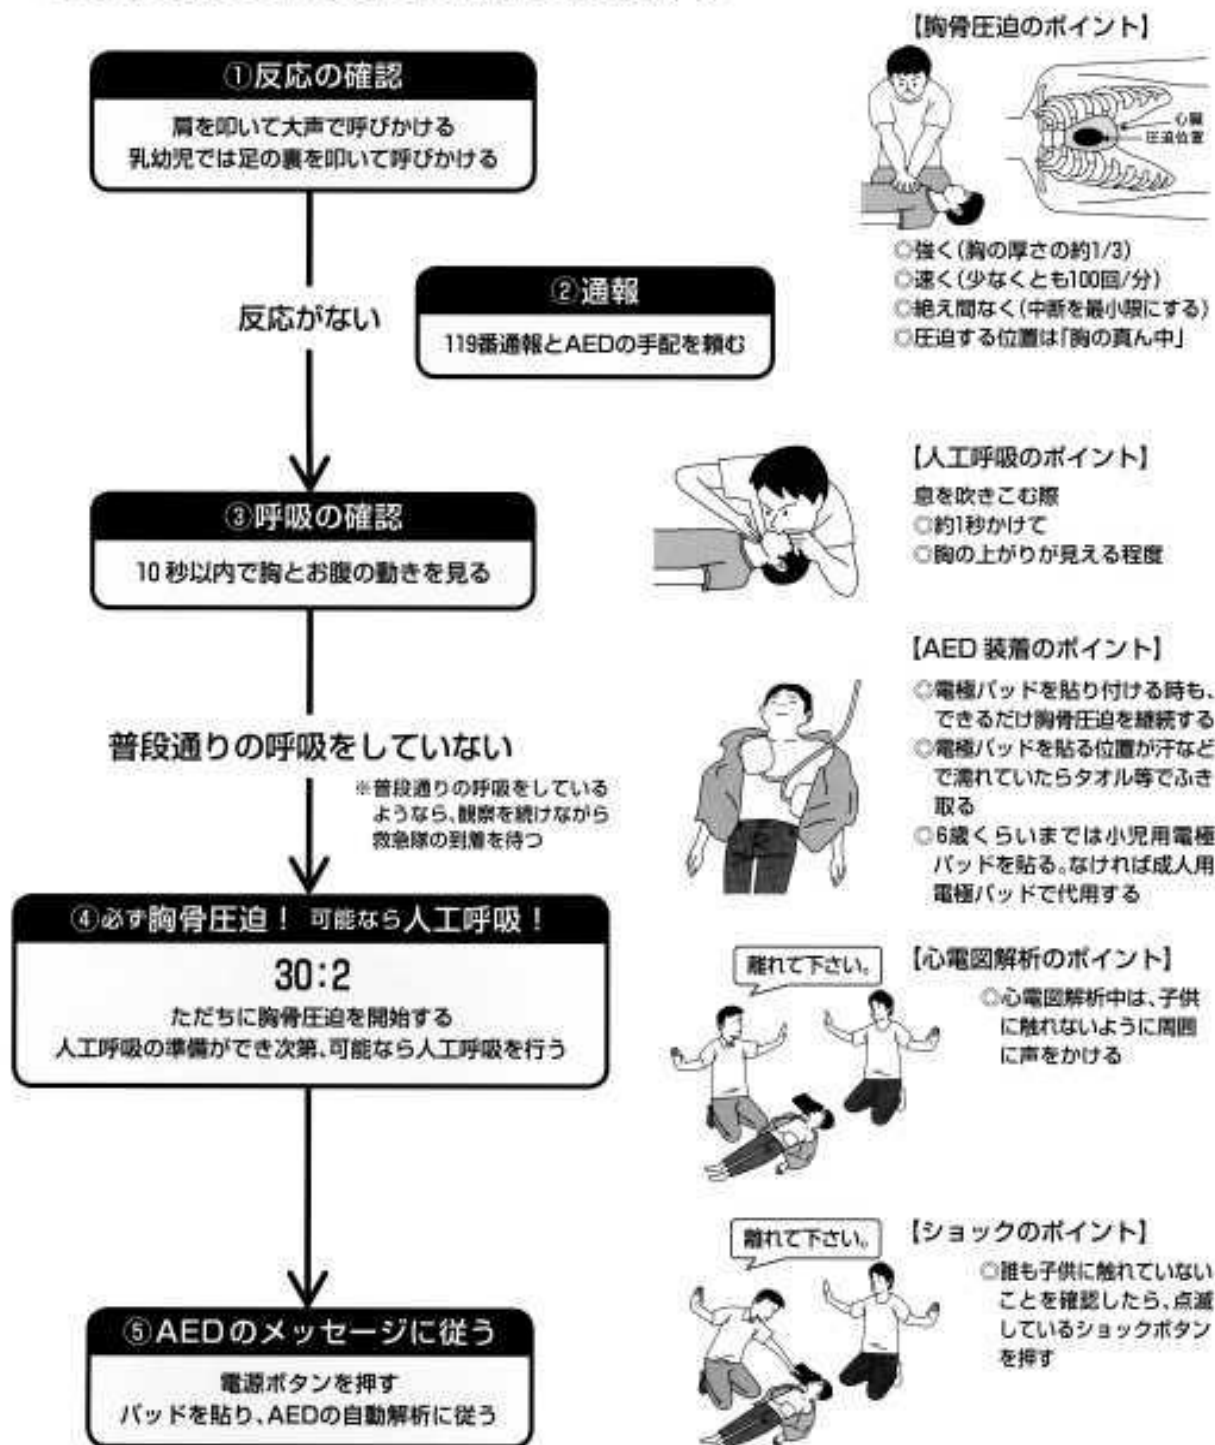 ①反応の確認
肩を叩いて大声で呼びかける
乳幼児では足の裏を叩いて呼びかける
反応がない
②通報
119番通報とAEDの手配を頼む
③呼吸の確認
10秒以内で胸とお腹の動きを見る
普段通りの呼吸をしていない
※普段通りの呼吸をしている
ようなら、観察を続けながら
救急隊の到着を待つ
④必ず胸骨圧迫！ 可能なら人工呼吸！
30:2
ただちに胸骨圧迫を開始する
人工呼吸の準備ができ次第、可能なら人工呼吸を行う
⑤AEDのメッセージに従う
電源ボタンを押す
パッドを貼り、AEDの自動解析に従う
【胸骨圧迫のポイント】
心臓
圧迫位置
◎強く(胸の厚さの約1/3)
◎速く(少なくとも100回/分)
◎絶え間なく(中断を最小限にする)
◎圧迫する位置は「胸の真ん中」
【人工呼吸のポイント】
息を吹きこむ際
◎約1秒かけて
◎胸の上がりが見える程度
【AED 装着のポイント】
◎電極パッドを貼り付ける時も、
できるだけ胸骨圧迫を継続する
◎電極パッドを貼る位置が汗など
で濡れていたらタオル等でふき
取る
◎6歳くらいまでは小児用電極
パッドを貼る。なければ成人用
電極パッドで代用する
離れて下さい。
【心電図解析のポイント】
◎心電図解析中は、子供
に触れないように周囲
に声をかける
離れて下さい。
【ショックのポイント】
◎誰も子供に触れていない
ことを確認したら、点滅
しているショックボタン
を押す